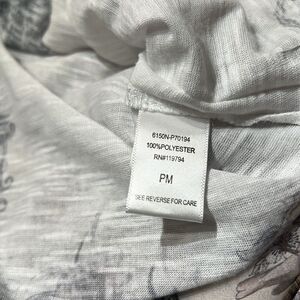 6150N-P70194
100%POLYESTER
RN#119794
PM
SEE REVERSE FOR CARE